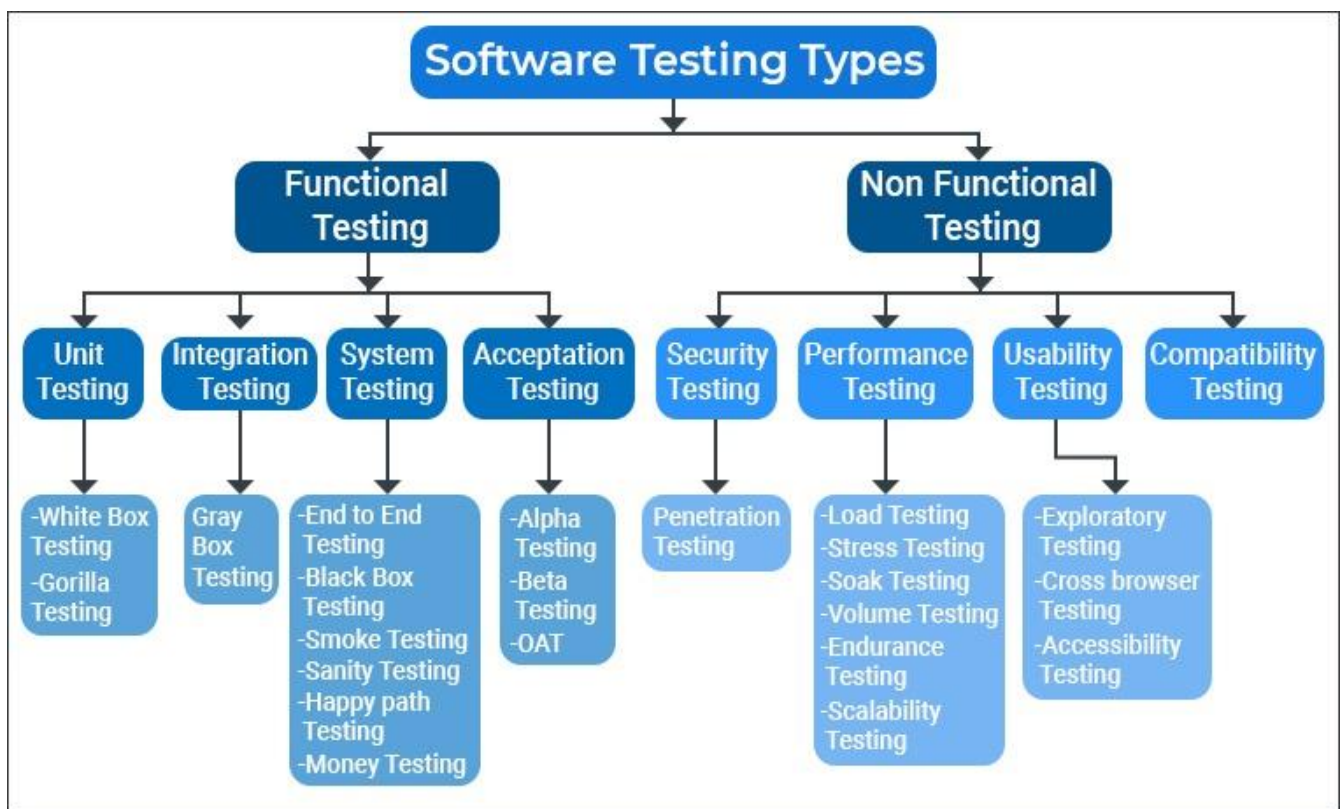 Software Testing Types
Functional
Testing
Non Functional
Testing
Unit
Testing
Integration
Testing
System
Testing
Acceptation
Testing
Security
Testing
Performance
Testing
Usability
Testing
Compatibility
Testing
-White Box
Testing
-Gorilla
Testing
Gray
Box
Testing
-End to End
Testing
-Black Box
Testing
-Smoke Testing
-Sanity Testing
-Happy path
Testing
-Money Testing
-Alpha
Testing
-Beta
Testing
-OAT
Penetration
Testing
-Load Testing
-Stress Testing
-Soak Testing
-Volume Testing
-Endurance
Testing
-Scalability
Testing
-Exploratory
Testing
-Cross browser
Testing
-Accessibility
Testing